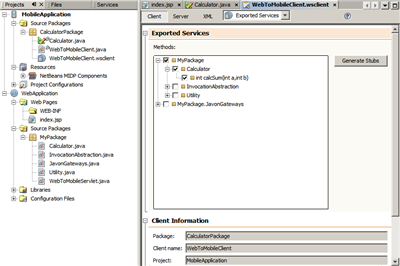 Projects
Files
Services
MobileApplication
Source Packages
CalculatorPackage
Calculator.java
WebToMobileClient.java
WebToMobileClient.wsclient
Resources
NetBeans MIDP Components
Project Configurations
WebApplication
Web Pages
WEB-INF
index.jsp
Source Packages
MyPackage
Calculator.java
InvocationAbstraction.java
JavonGateways.java
Utility.java
WebToMobileServlet.java
Libraries
Configuration Files
index.jsp
Calculator.java
WebToMobileClient.wsclient
Client
Server
XML
Exported Services
Exported Services
Methods:
MyPackage
Calculator
int calcSum(int a,int b)
InvocationAbstraction
Utility
MyPackage.JavonGateways
Generate Stubs
Client Information
Package:
CalculatorPackage
Client name:
WebToMobileClient
Project:
MobileApplication